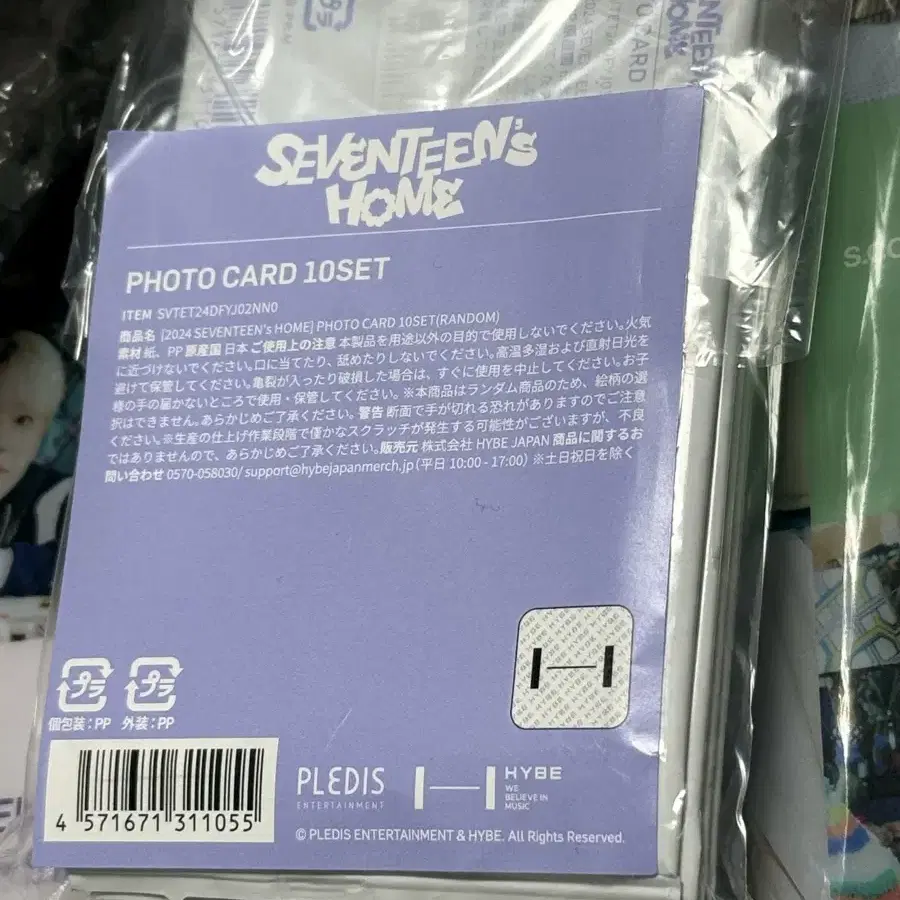 SEVENTEEN's
HOME
PHOTO CARD 10SET
ITEM SVTET24DFYJ02NN0
商品名 [2024 SEVENTEEN's HOME] PHOTO CARD 10SET(RANDOM)
素材 紙、PP 原産国 日本 ご使用上の注意 本製品を用途以外の目的で使用しないでください。火気
に近づけないでください。口に当てたり、舐めたりしないでください。高温多湿および直射日光を
避けて保管してください。亀裂が入ったり破損した場合は、すぐに使用を中止してください。お子
様の手の届かないところで使用・保管してください。※本商品はランダム商品のため、絵柄の選
択はできません。あらかじめご了承ください。警告 断面で手が切れる恐れがありますのでご注意
ください。※生産の仕上げ作業段階で僅かなスクラッチが発生する可能性がございますが、不良
ではありませんので、あらかじめご了承ください。販売元 株式会社 HYBE JAPAN 商品に関するお
問い合わせ 0570-058030/ support@hybejapanmerch.jp(平日 10:00 - 17:00) ※土日祝日を除く
プラ プラ
個包装:PP 外装:PP
4 571671 311055
PLEDIS
ENTERTAINMENT
HYBE
WE
BELIEVE IN
MUSIC
© PLEDIS ENTERTAINMENT & HYBE. All Rights Reserved.